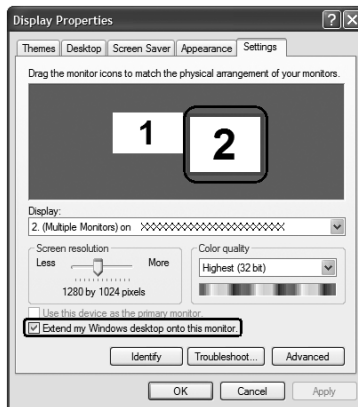 Display Properties
Themes Desktop Screen Saver Appearance Settings
Drag the monitor icons to match the physical arrangement of your monitors.
1 2
Display:
2. (Multiple Monitors) on XXXXXXXXXXXXXXXXXXXXXX
Screen resolution Color quality
Less More Highest (32 bit)
1280 by 1024 pixels
Use this device as the primary monitor.
Extend my Windows desktop onto this monitor.
Identify Troubleshoot... Advanced
OK Cancel Apply